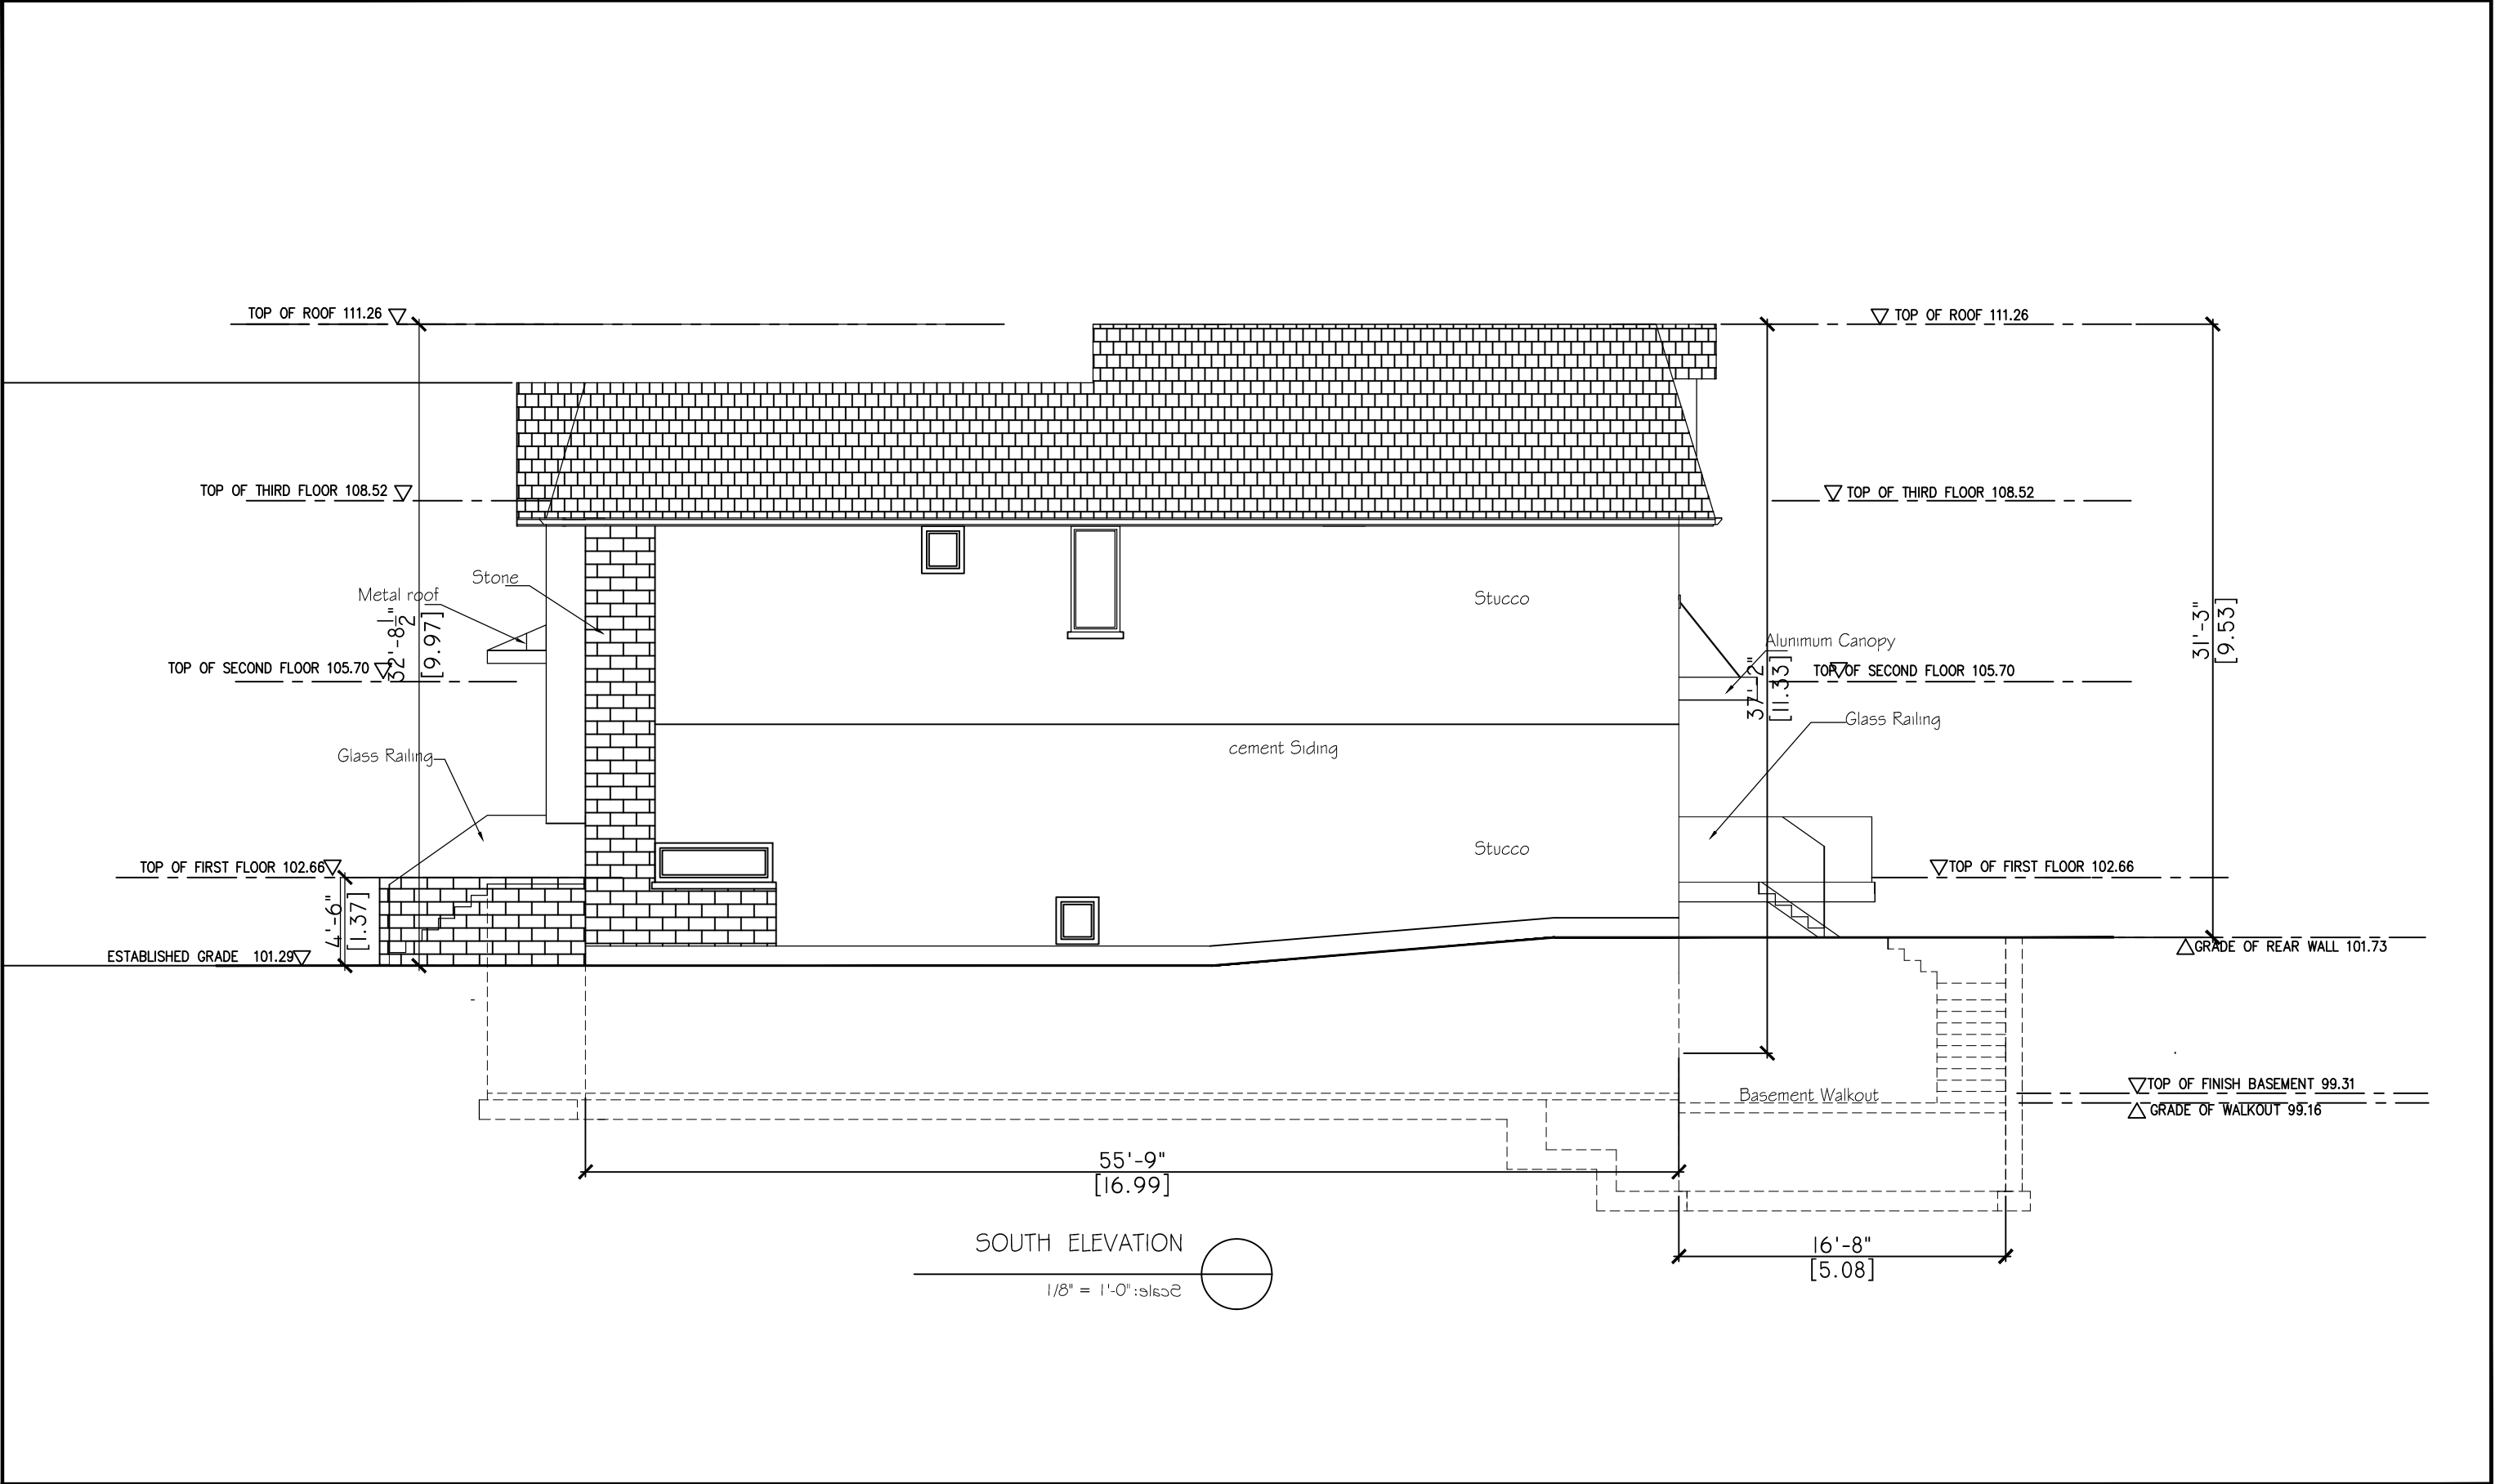 TOP OF ROOF 111.26
TOP OF ROOF 111.26
TOP OF THIRD FLOOR 108.52
TOP OF THIRD FLOOR 108.52
Stone
Metal roof
32'-8 1/2"
[9.97]
31'-3"
[9.53]
Alunimum Canopy
TOP OF SECOND FLOOR 105.70
TOP OF SECOND FLOOR 105.70
37'-2"
[11.33]
Stucco
Glass Railing
cement Siding
Glass Railing
Stucco
TOP OF FIRST FLOOR 102.66
TOP OF FIRST FLOOR 102.66
4'-6"
[1.37]
ESTABLISHED GRADE 101.29
GRADE OF REAR WALL 101.73
TOP OF FINISH BASEMENT 99.31
Basement Walkout
GRADE OF WALKOUT 99.16
55'-9"
[16.99]
SOUTH ELEVATION
16'-8"
[5.08]
Scale: 1/8" = 1'-0"